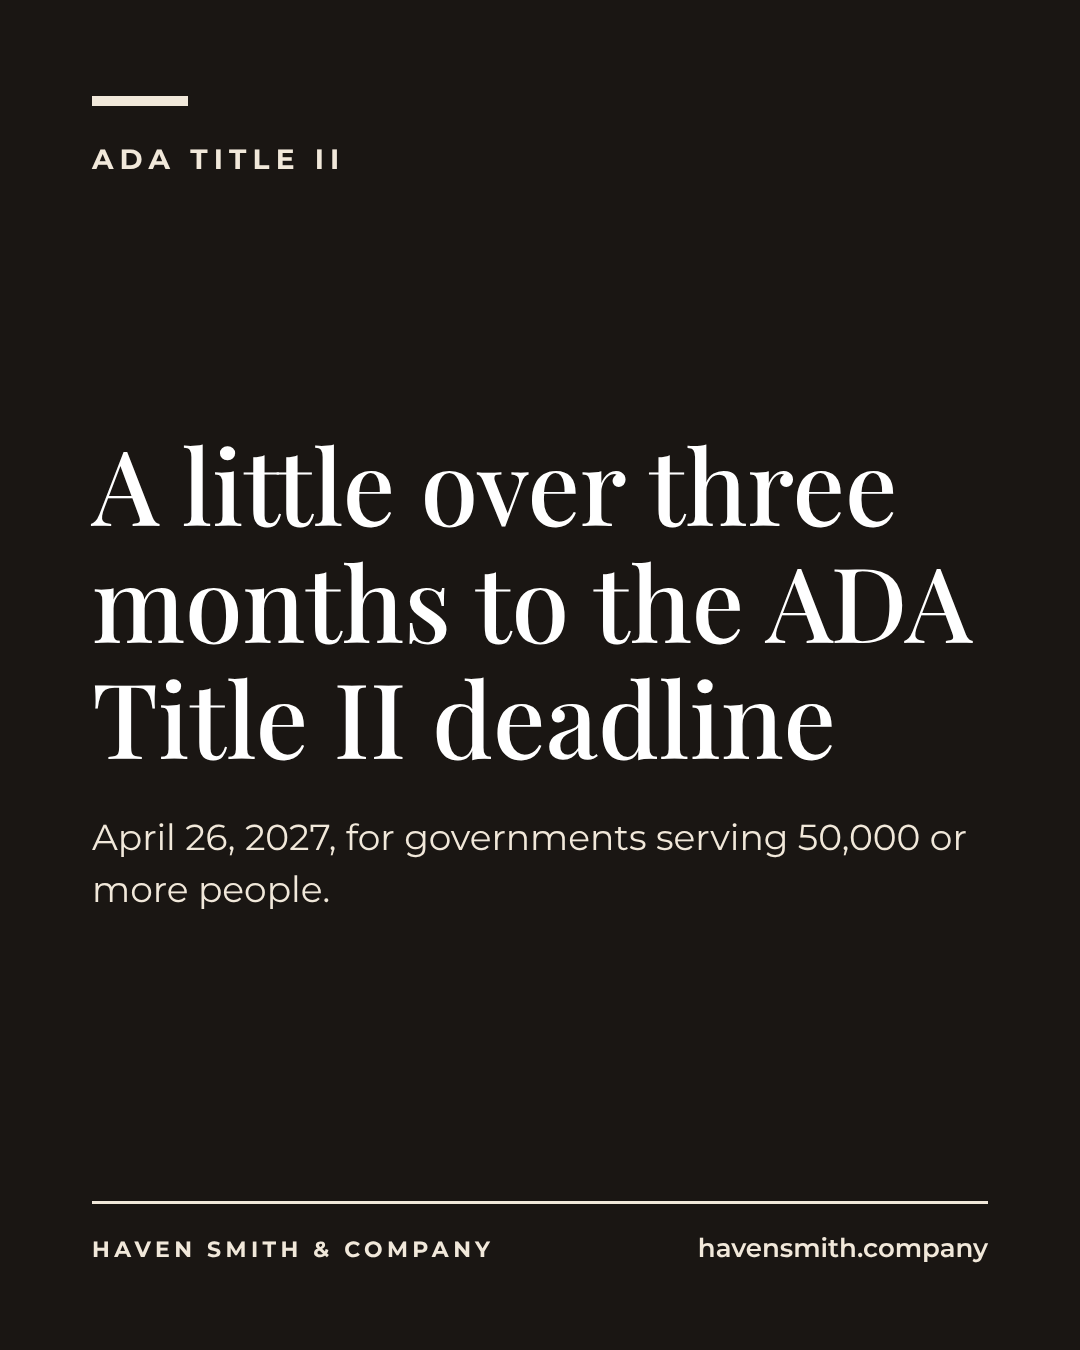 ADA TITLE II
A little over three
months to the ADA
Title II deadline
April 26, 2027, for governments serving 50,000 or
more people.
HAVEN SMITH & COMPANY
havensmith.company